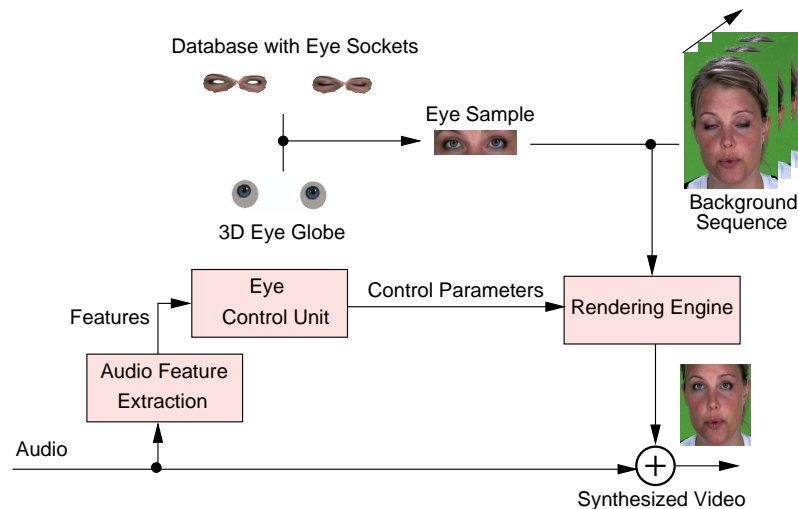 Database with Eye Sockets
Eye Sample
3D Eye Globe
Background
Sequence
Eye
Control Unit
Control Parameters
Rendering Engine
Features
Audio Feature
Extraction
Audio
Synthesized Video